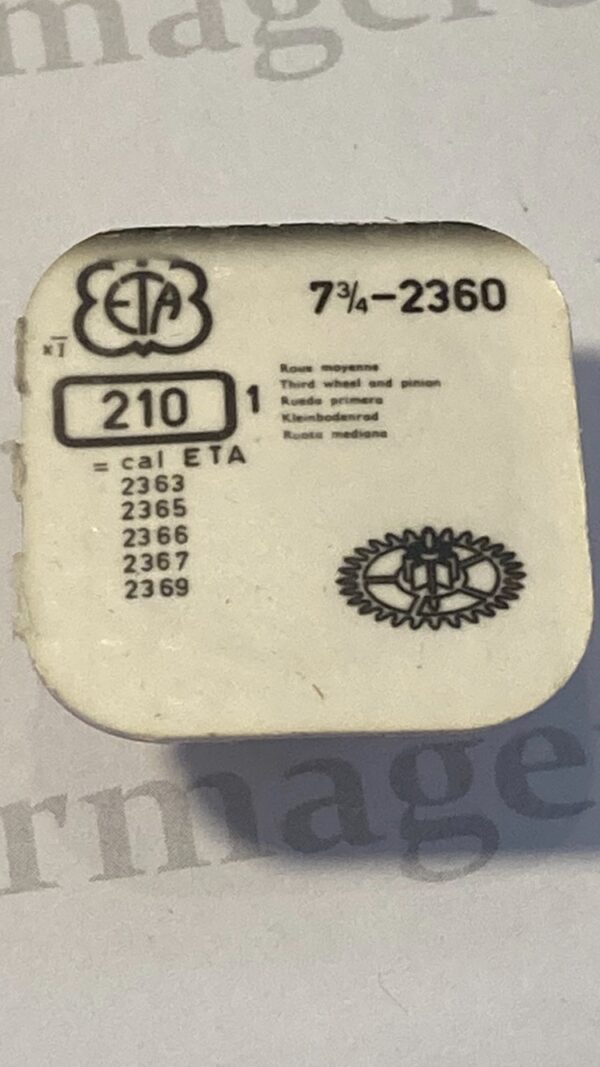 ETA
7¾-2360
x1
210
1
Roue moyenne
Third wheel and pinion
Rueda primera
Kleinbodenrad
Ruota mediana
= cal ETA
2363
2365
2366
2367
2369
rmage